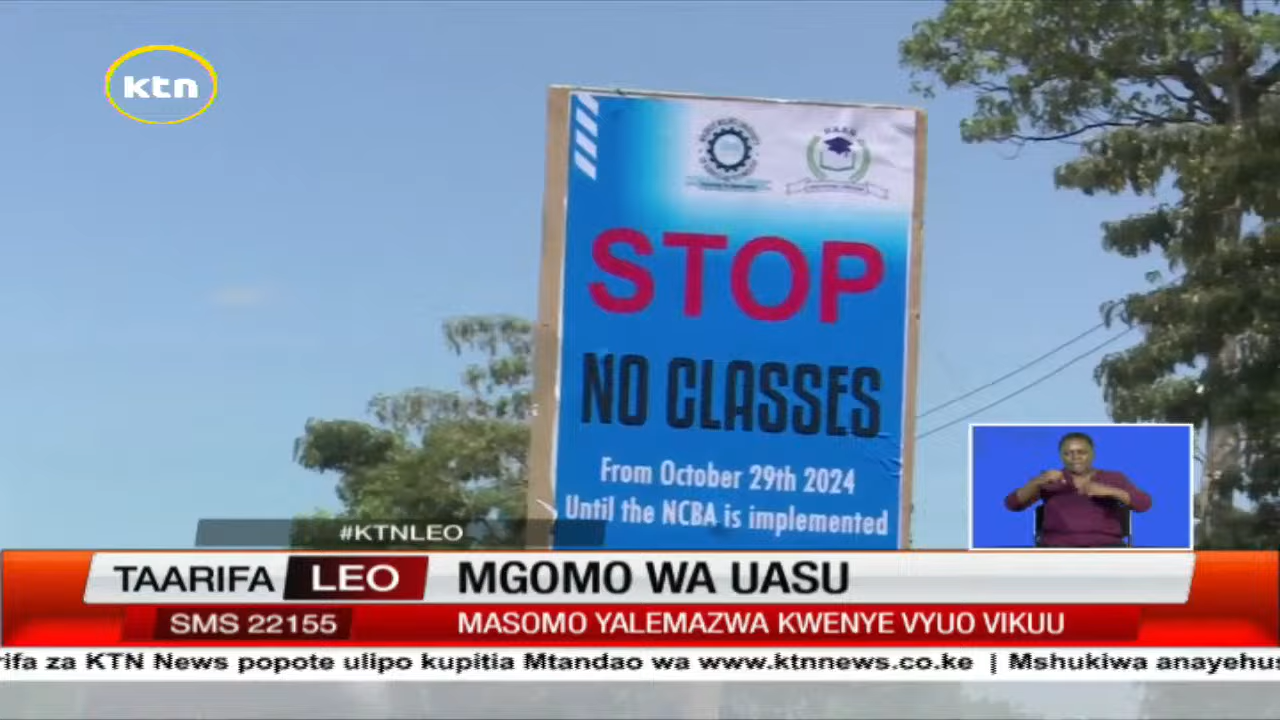 ktn
STOP
NO CLASSES
From October 29th 2024
Until the NCBA is implemented
#KTNLEO
TAARIFA LEO
MGOMO WA UASU
SMS 22155
MASOMO YALEMAZWA KWENYE VYUO VIKUU
rifa za KTN News popote ulipo kupitia Mtandao wa www.ktnnews.co.ke | Mshukiwa anayehus